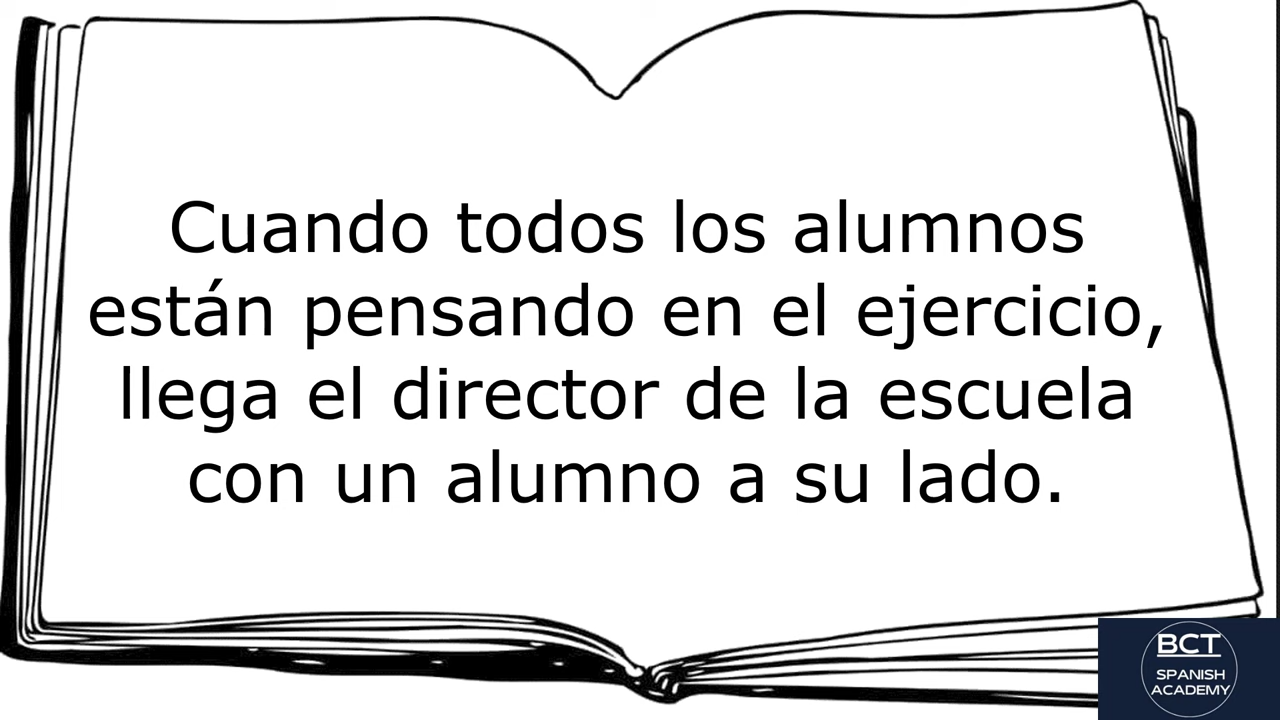 Cuando todos los alumnos
están pensando en el ejercicio,
llega el director de la escuela
con un alumno a su lado.
BCT
SPANISH
ACADEMY